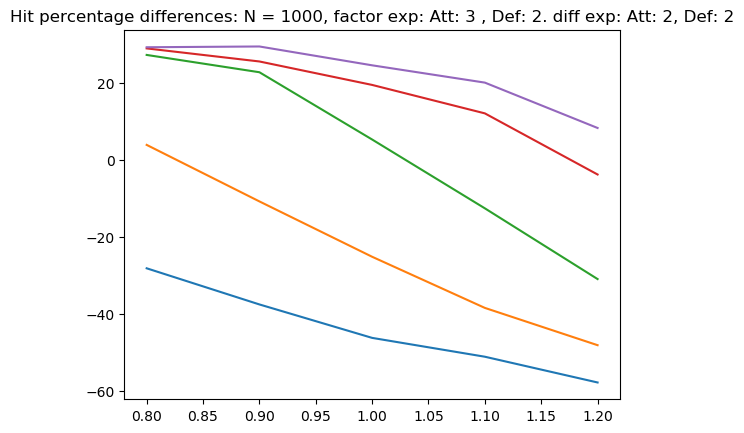 Hit percentage differences: N = 1000, factor exp: Att: 3 , Def: 2. diff exp: Att: 2, Def: 2
20
0
−20
−40
−60
0.80 0.85 0.90 0.95 1.00 1.05 1.10 1.15 1.20